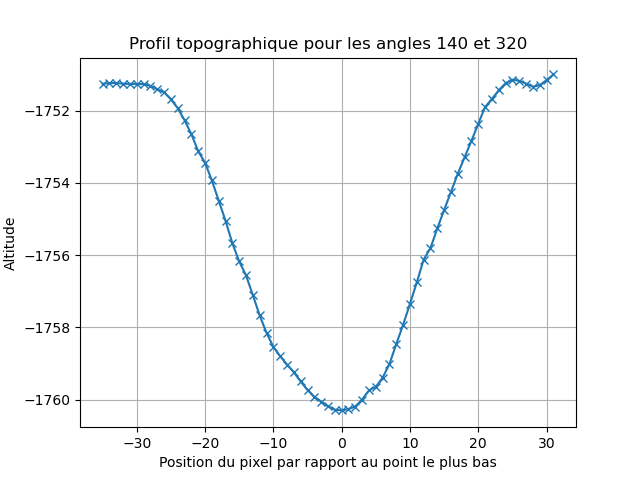 Profil topographique pour les angles 140 et 320
Altitude
−1752
−1754
−1756
−1758
−1760
−30 −20 −10 0 10 20 30
Position du pixel par rapport au point le plus bas